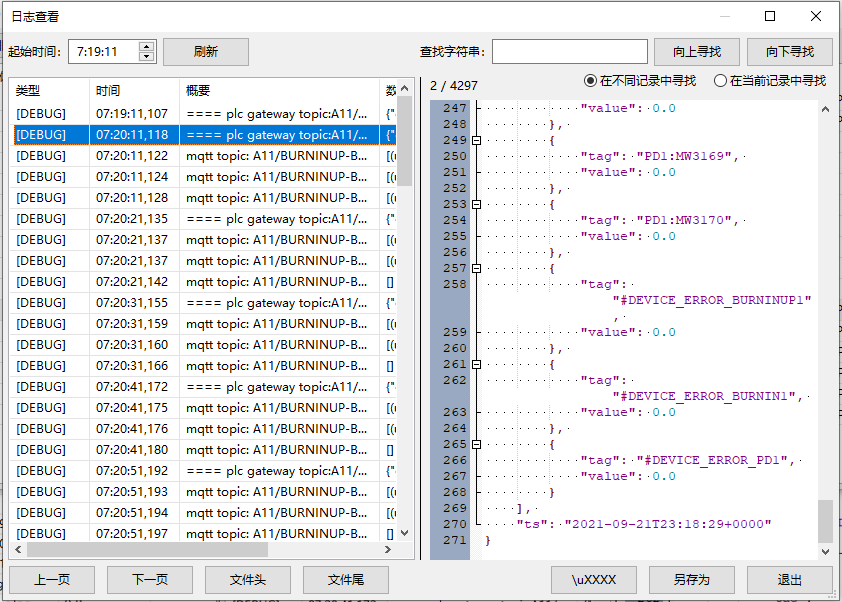 日志查看
起始时间: 7:19:11 刷新 查找字符串: 向上寻找 向下寻找
2 / 4297 在不同记录中寻找 在当前记录中寻找
类型 时间 概要 数
[DEBUG] 07:19:11,107 ==== plc gateway topic:A11/... {"
[DEBUG] 07:20:11,118 ==== plc gateway topic:A11/... {"
[DEBUG] 07:20:11,122 mqtt topic: A11/BURNINUP-B... [(
[DEBUG] 07:20:11,124 mqtt topic: A11/BURNINUP-B... [(
[DEBUG] 07:20:11,128 mqtt topic: A11/BURNINUP-B... [(
[DEBUG] 07:20:21,135 ==== plc gateway topic:A11/... {"
[DEBUG] 07:20:21,137 mqtt topic: A11/BURNINUP-B... [(
[DEBUG] 07:20:21,137 mqtt topic: A11/BURNINUP-B... [(
[DEBUG] 07:20:21,142 mqtt topic: A11/BURNINUP-B... []
[DEBUG] 07:20:31,155 ==== plc gateway topic:A11/... {"
[DEBUG] 07:20:31,159 mqtt topic: A11/BURNINUP-B... [(
[DEBUG] 07:20:31,160 mqtt topic: A11/BURNINUP-B... [(
[DEBUG] 07:20:31,166 mqtt topic: A11/BURNINUP-B... []
[DEBUG] 07:20:41,172 ==== plc gateway topic:A11/... {"
[DEBUG] 07:20:41,175 mqtt topic: A11/BURNINUP-B... [(
[DEBUG] 07:20:41,176 mqtt topic: A11/BURNINUP-B... [(
[DEBUG] 07:20:41,180 mqtt topic: A11/BURNINUP-B... []
[DEBUG] 07:20:51,192 ==== plc gateway topic:A11/... {"
[DEBUG] 07:20:51,193 mqtt topic: A11/BURNINUP-B... [(
[DEBUG] 07:20:51,194 mqtt topic: A11/BURNINUP-B... [(
[DEBUG] 07:20:51,197 mqtt topic: A11/BURNINUP-B... []
247 "value": 0.0
248 },
249 {
250 "tag": "PD1:MW3169",
251 "value": 0.0
252 },
253 {
254 "tag": "PD1:MW3170",
255 "value": 0.0
256 },
257 {
258 "tag":
"#DEVICE_ERROR_BURNINUP1"
,
259 "value": 0.0
260 },
261 {
262 "tag":
"#DEVICE_ERROR_BURNIN1",
263 "value": 0.0
264 },
265 {
266 "tag": "#DEVICE_ERROR_PD1",
267 "value": 0.0
268 }
269 ],
270 "ts": "2021-09-21T23:18:29+0000"
271 }
上一页 下一页 文件头 文件尾 \uXXXX 另存为 退出